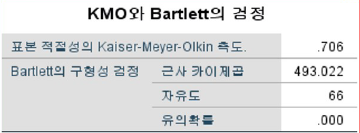 KMO와 Bartlett의 검정
표본 적절성의 Kaiser-Meyer-Olkin 측도. .706
Bartlett의 구형성 검정 근사 카이제곱 493.022
자유도 66
유의확률 .000